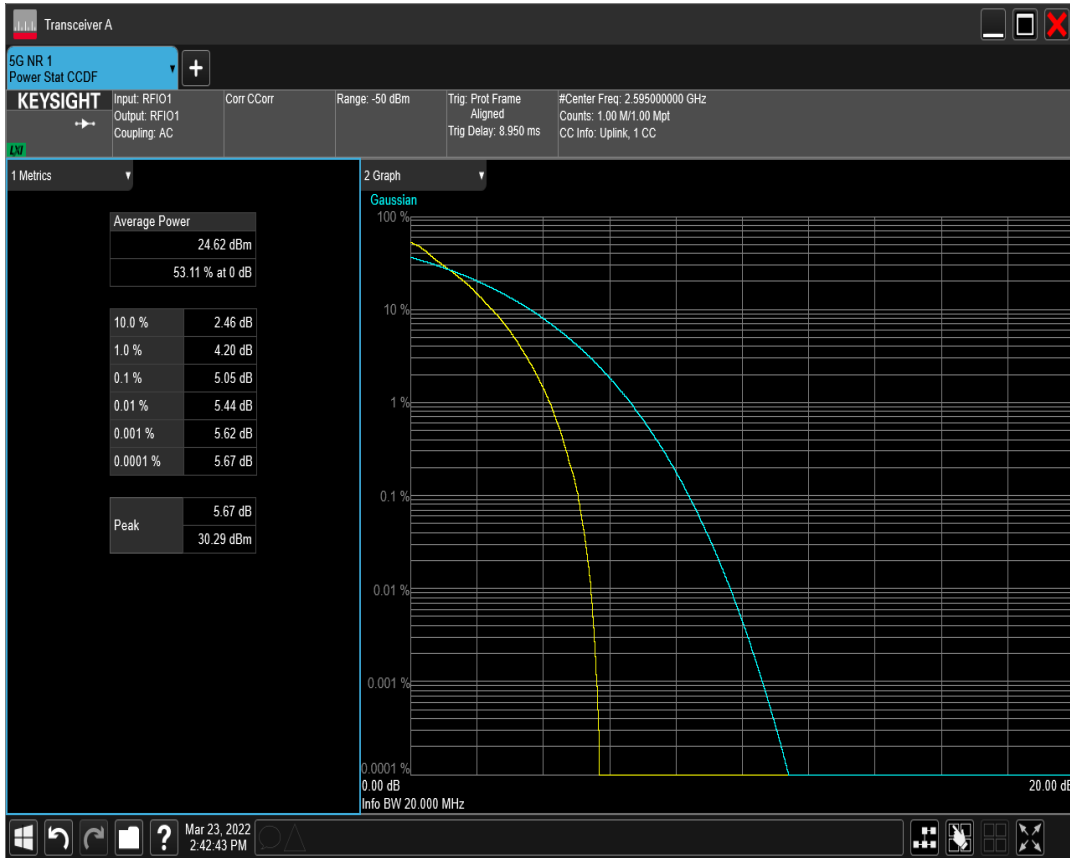 Transceiver A
5G NR 1
Power Stat CCDF
KEYSIGHT
LXI
Input: RFIO1
Output: RFIO1
Coupling: AC
Corr CCorr
Range: -50 dBm
Trig: Prot Frame
Aligned
Trig Delay: 8.950 ms
#Center Freq: 2.595000000 GHz
Counts: 1.00 M/1.00 Mpt
CC Info: Uplink, 1 CC
1 Metrics
Average Power
24.62 dBm
53.11 % at 0 dB
10.0 % 2.46 dB
1.0 % 4.20 dB
0.1 % 5.05 dB
0.01 % 5.44 dB
0.001 % 5.62 dB
0.0001 % 5.67 dB
Peak 5.67 dB
30.29 dBm
2 Graph
Gaussian
100 %
10 %
1 %
0.1 %
0.01 %
0.001 %
0.0001 %
0.00 dB 20.00 dB
Info BW 20.000 MHz
?
Mar 23, 2022
2:42:43 PM